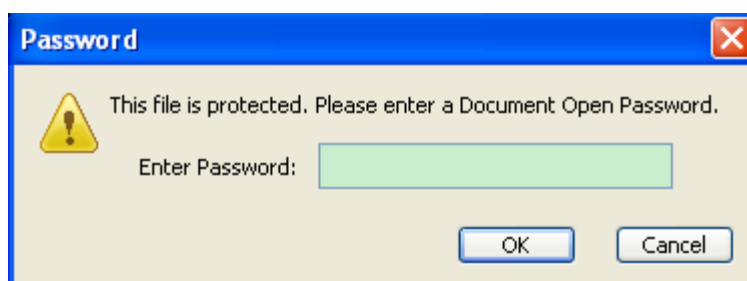 Password
This file is protected. Please enter a Document Open Password.
Enter Password:
OK Cancel